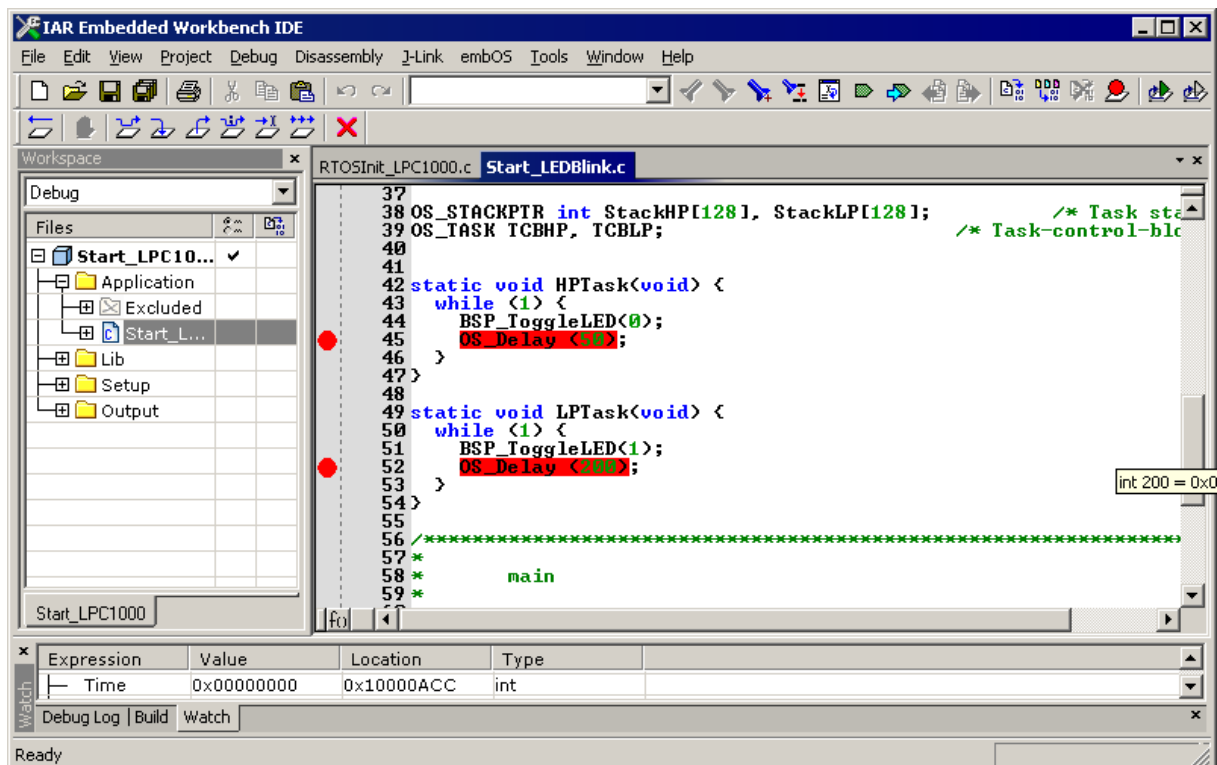 IAR Embedded Workbench IDE
File Edit View Project Debug Disassembly J-Link embOS Tools Window Help
Workspace
RTOSInit_LPC1000.c Start_LEDBlink.c
Debug
Files
Start_LPC10...
Application
Excluded
Start_L...
Lib
Setup
Output
Start_LPC1000
37
38 OS_STACKPTR int StackHP[128], StackLP[128]; /* Task sta
39 OS_TASK TCBHP, TCBLP; /* Task-control-blo
40
41
42 static void HPTask(void) {
43 while (1) {
44 BSP_ToggleLED(0);
45 OS_Delay (50);
46 }
47 }
48
49 static void LPTask(void) {
50 while (1) {
51 BSP_ToggleLED(1);
52 OS_Delay (200);
53 }
54 }
55
56 /*********************************************************************
57 *
58 * main
59 *
int 200 = 0x0
Expression Value Location Type
Time 0x00000000 0x10000ACC int
Watch
Debug Log Build Watch
Ready